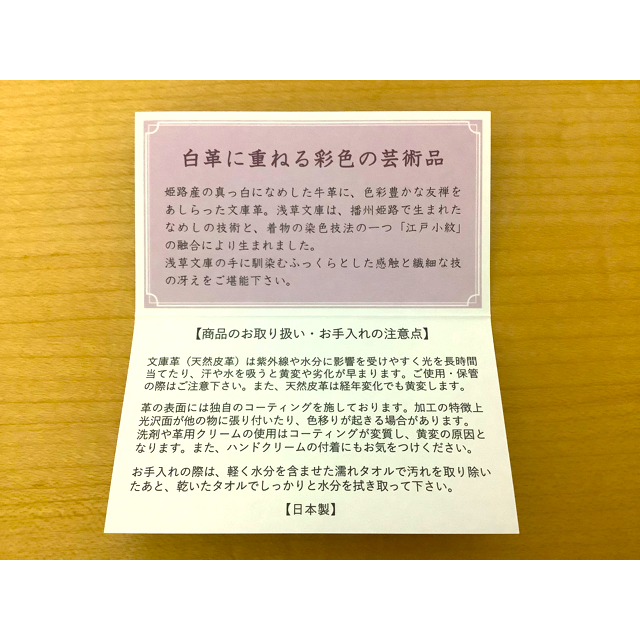 白革に重ねる彩色の芸術品
姫路産の真っ白になめした牛革に、色彩豊かな友禅を
あしらった文庫革。浅草文庫は、播州姫路で生まれた
なめしの技術と、着物の染色技法の一つ「江戸小紋」
の融合により生まれました。
浅草文庫の手に馴染むふっくらとした感触と繊細な技
の冴えをご堪能下さい。
【商品のお取り扱い・お手入れの注意点】
文庫革（天然皮革）は紫外線や水分に影響を受けやすく光を長時間
当てたり、汗や水を吸うと黄変や劣化が早まります。ご使用・保管
の際はご注意下さい。また、天然皮革は経年変化でも黄変します。
革の表面には独自のコーティングを施しております。加工の特徴上
光沢面が他の物に張り付いたり、色移りが起きる場合があります。
洗剤や革用クリームの使用はコーティングが変質し、黄変の原因と
なります。また、ハンドクリームの付着にもお気をつけください。
お手入れの際は、軽く水分を含ませた濡れタオルで汚れを取り除い
たあと、乾いたタオルでしっかりと水分を拭き取って下さい。
【日本製】